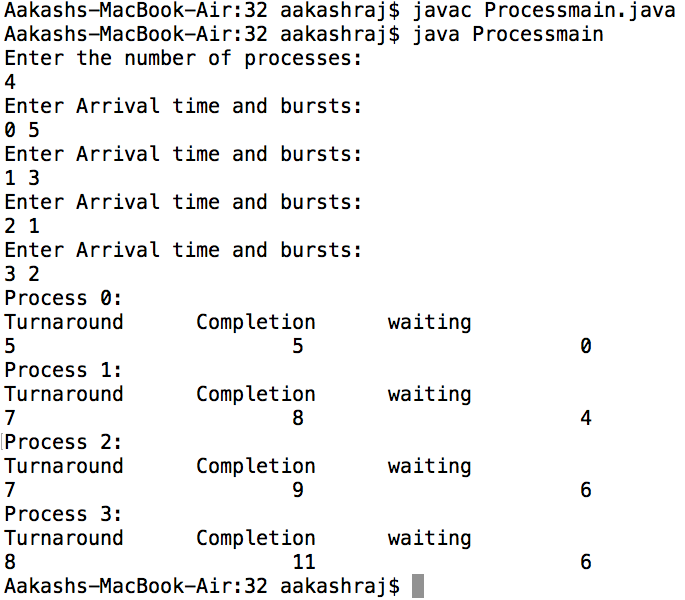 Aakashs-MacBook-Air:32 aakashraj$ javac Processmain.java
Aakashs-MacBook-Air:32 aakashraj$ java Processmain
Enter the number of processes:
4
Enter Arrival time and bursts:
0 5
Enter Arrival time and bursts:
1 3
Enter Arrival time and bursts:
2 1
Enter Arrival time and bursts:
3 2
Process 0:
Turnaround      Completion      waiting
5                       5                       0
Process 1:
Turnaround      Completion      waiting
7                       8                       4
Process 2:
Turnaround      Completion      waiting
7                       9                       6
Process 3:
Turnaround      Completion      waiting
8                       11                      6
Aakashs-MacBook-Air:32 aakashraj$